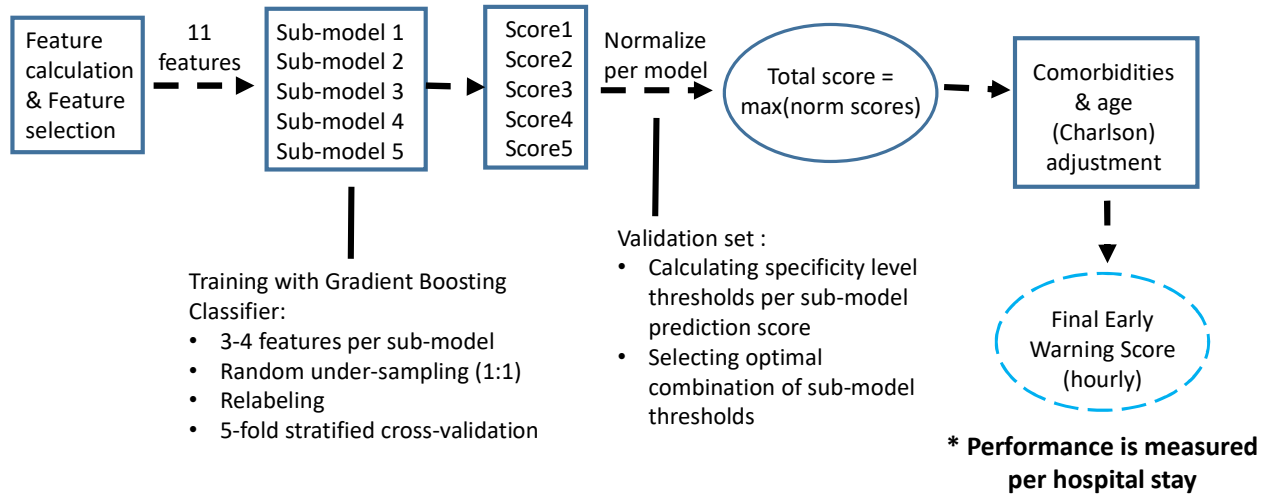 Feature
calculation
& Feature
selection
11
features
Sub-model 1
Sub-model 2
Sub-model 3
Sub-model 4
Sub-model 5
Score1
Score2
Score3
Score4
Score5
Normalize
per model
Total score =
max(norm scores)
Comorbidities
& age
(Charlson)
adjustment
Training with Gradient Boosting
Classifier:
• 3-4 features per sub-model
• Random under-sampling (1:1)
• Relabeling
• 5-fold stratified cross-validation
Validation set :
• Calculating specificity level
thresholds per sub-model
prediction score
• Selecting optimal
combination of sub-model
thresholds
Final Early
Warning Score
(hourly)
* Performance is measured
per hospital stay